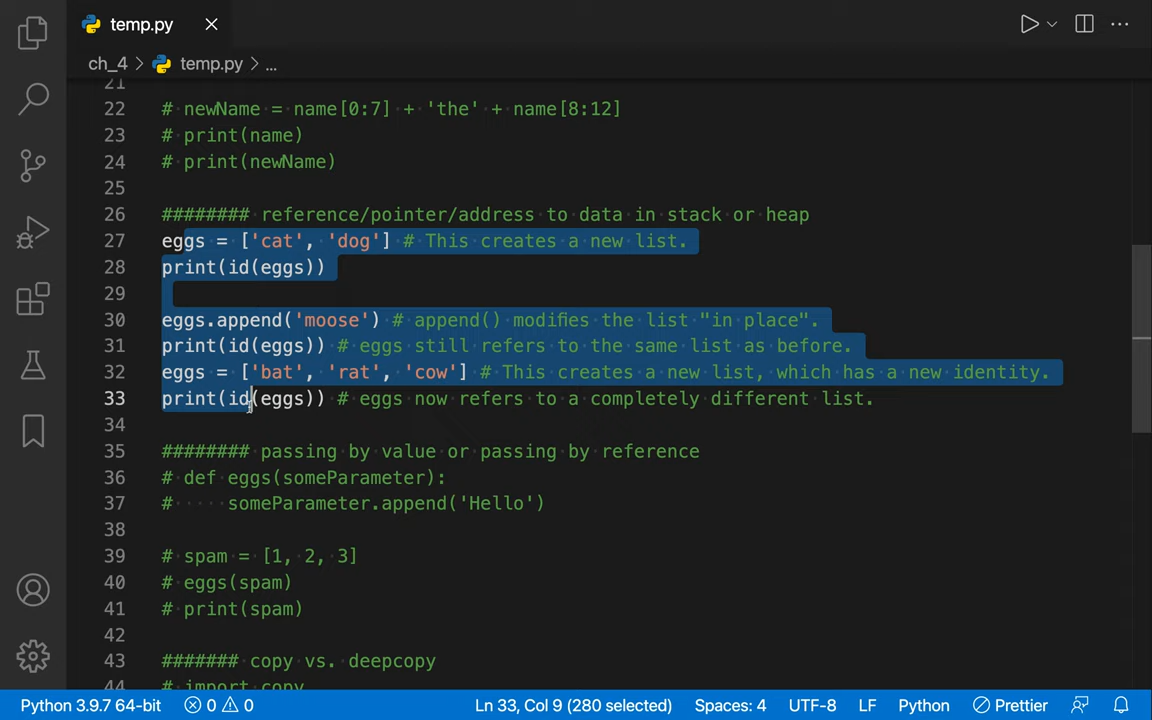 temp.py
ch_4 > temp.py > ...
21
22 # newName = name[0:7] + 'the' + name[8:12]
23 # print(name)
24 # print(newName)
25
26 ######## reference/pointer/address to data in stack or heap
27 eggs = ['cat', 'dog'] # This creates a new list.
28 print(id(eggs))
29
30 eggs.append('moose') # append() modifies the list "in place".
31 print(id(eggs)) # eggs still refers to the same list as before.
32 eggs = ['bat', 'rat', 'cow'] # This creates a new list, which has a new identity.
33 print(id(eggs)) # eggs now refers to a completely different list.
34
35 ######## passing by value or passing by reference
36 # def eggs(someParameter):
37 #     someParameter.append('Hello')
38
39 # spam = [1, 2, 3]
40 # eggs(spam)
41 # print(spam)
42
43 ####### copy vs. deepcopy
44 # import copy
Python 3.9.7 64-bit 0 0 Ln 33, Col 9 (280 selected) Spaces: 4 UTF-8 LF Python Prettier